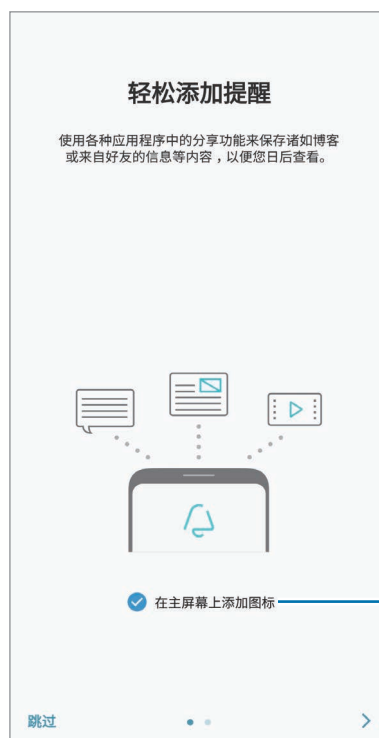 轻松添加提醒
使用各种应用程序中的分享功能来保存诸如博客
或来自好友的信息等内容，以便您日后查看。
在主屏幕上添加图标
跳过